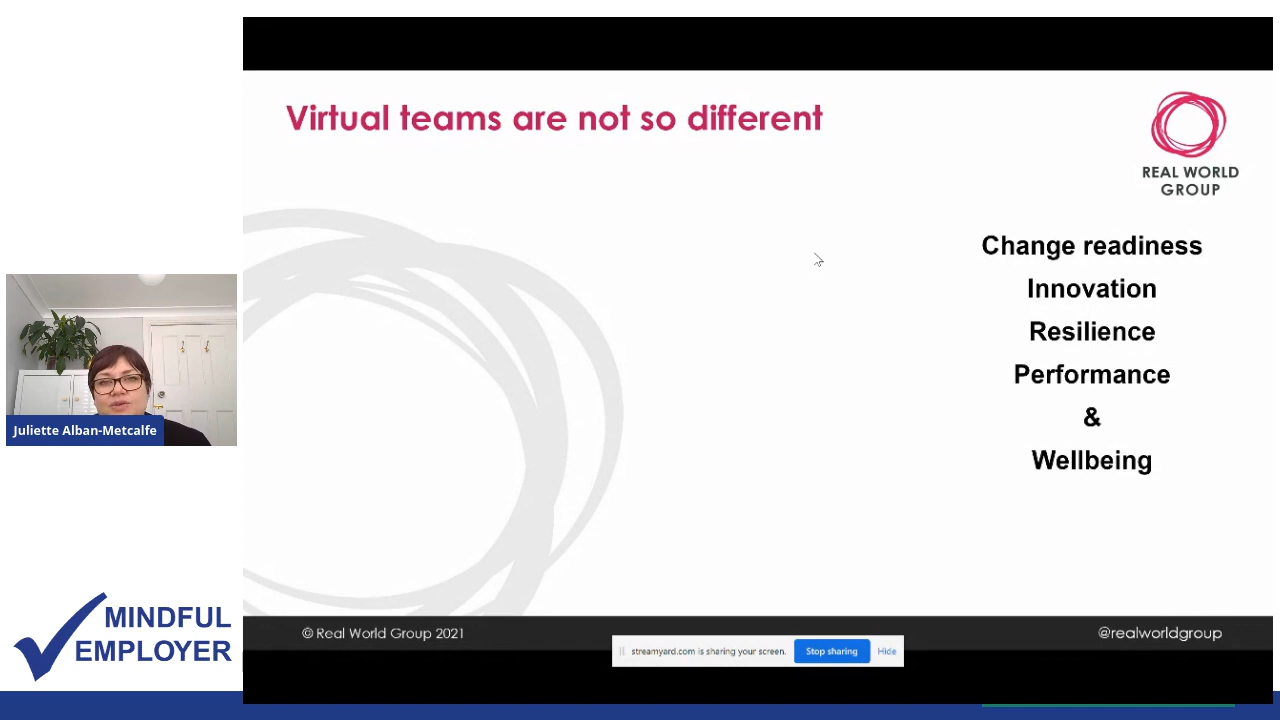 Virtual teams are not so different
REAL WORLD
GROUP
Change readiness
Innovation
Resilience
Performance
&
Wellbeing
Juliette Alban-Metcalfe
MINDFUL
EMPLOYER
© Real World Group 2021
@realworldgroup
streamyard.com is sharing your screen.
Stop sharing
Hide